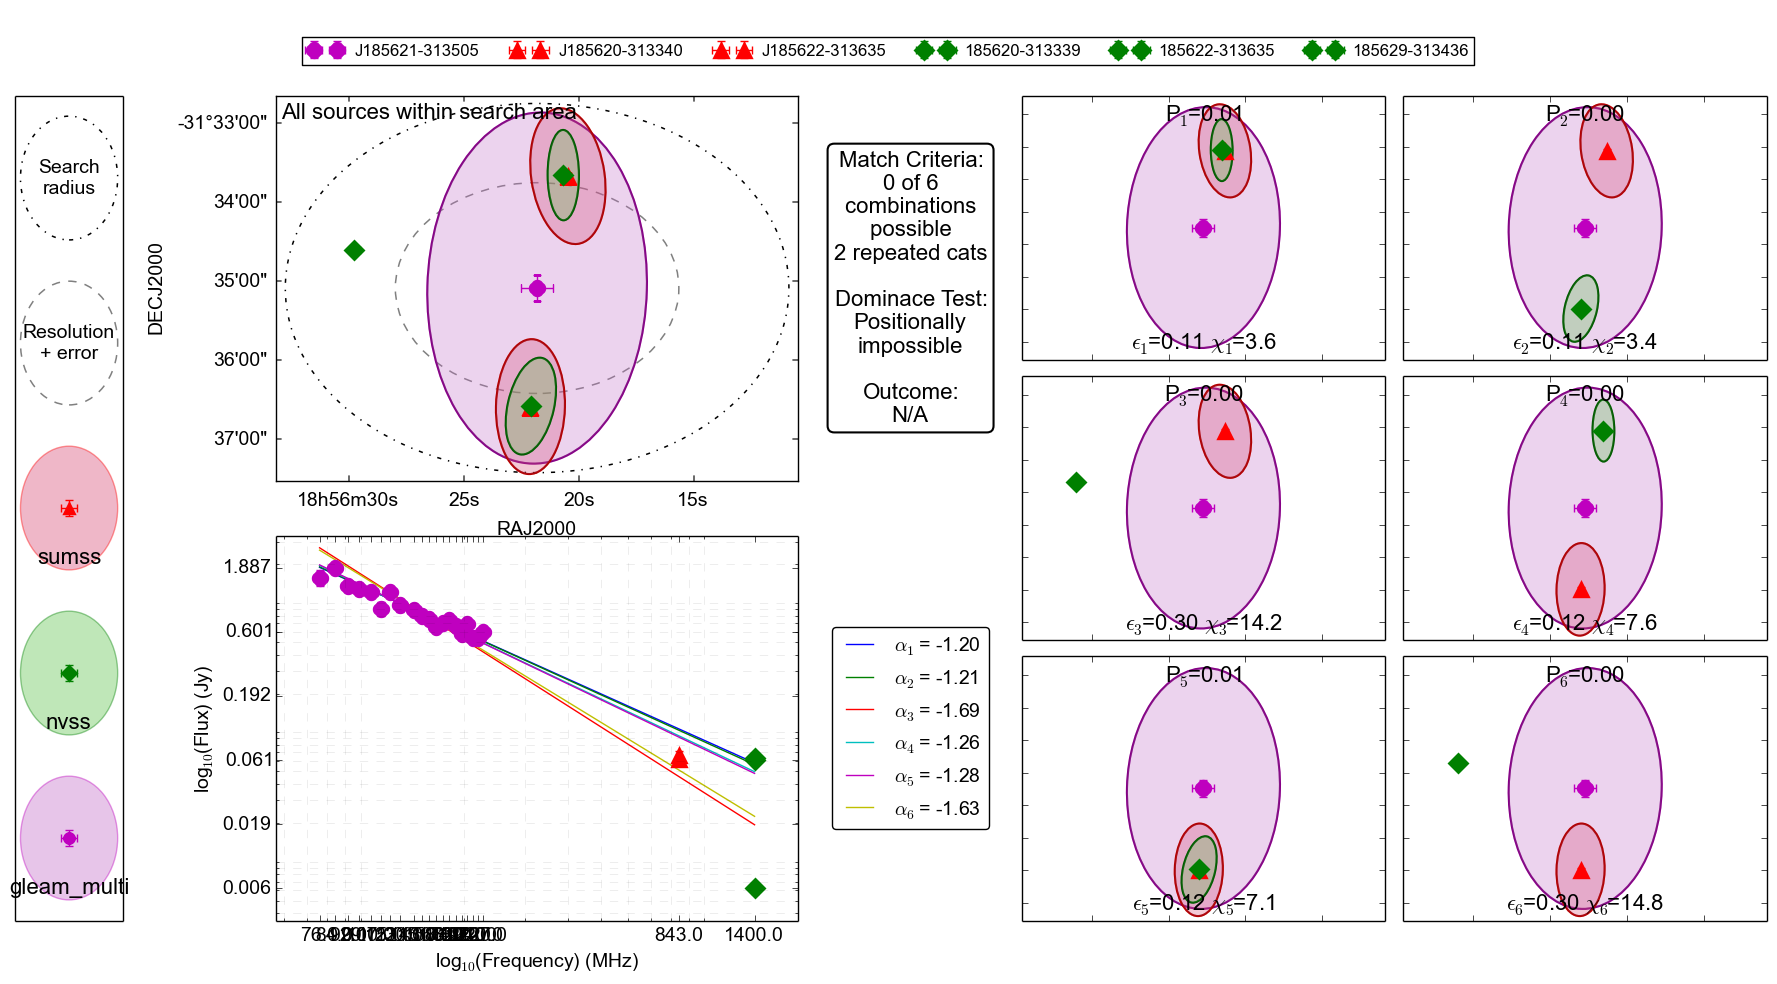 J185621-313505 J185620-313340 J185622-313635 185620-313339 185622-313635 185629-313436
Search
radius
Resolution
+ error
sumss
nvss
gleam_multi
All sources within search area
-31°33'00"
34'00"
35'00"
36'00"
37'00"
DECJ2000
18h56m30s 25s 20s 15s
RAJ2000
1.887
0.601
0.192
0.061
0.019
0.006
log10(Flux) (Jy)
843.0 1400.0
log10(Frequency) (MHz)
Match Criteria:
0 of 6
combinations
possible
2 repeated cats
Dominace Test:
Positionally
impossible
Outcome:
N/A
α1 = -1.20
α2 = -1.21
α3 = -1.69
α4 = -1.26
α5 = -1.28
α6 = -1.63
P1=0.01
ϵ1=0.11 χ1=3.6
P2=0.00
ϵ2=0.11 χ2=3.4
P3=0.00
ϵ3=0.30 χ3=14.2
P4=0.00
ϵ4=0.12 χ4=7.6
P5=0.01
ϵ5=0.12 χ5=7.1
P6=0.00
ϵ6=0.30 χ6=14.8